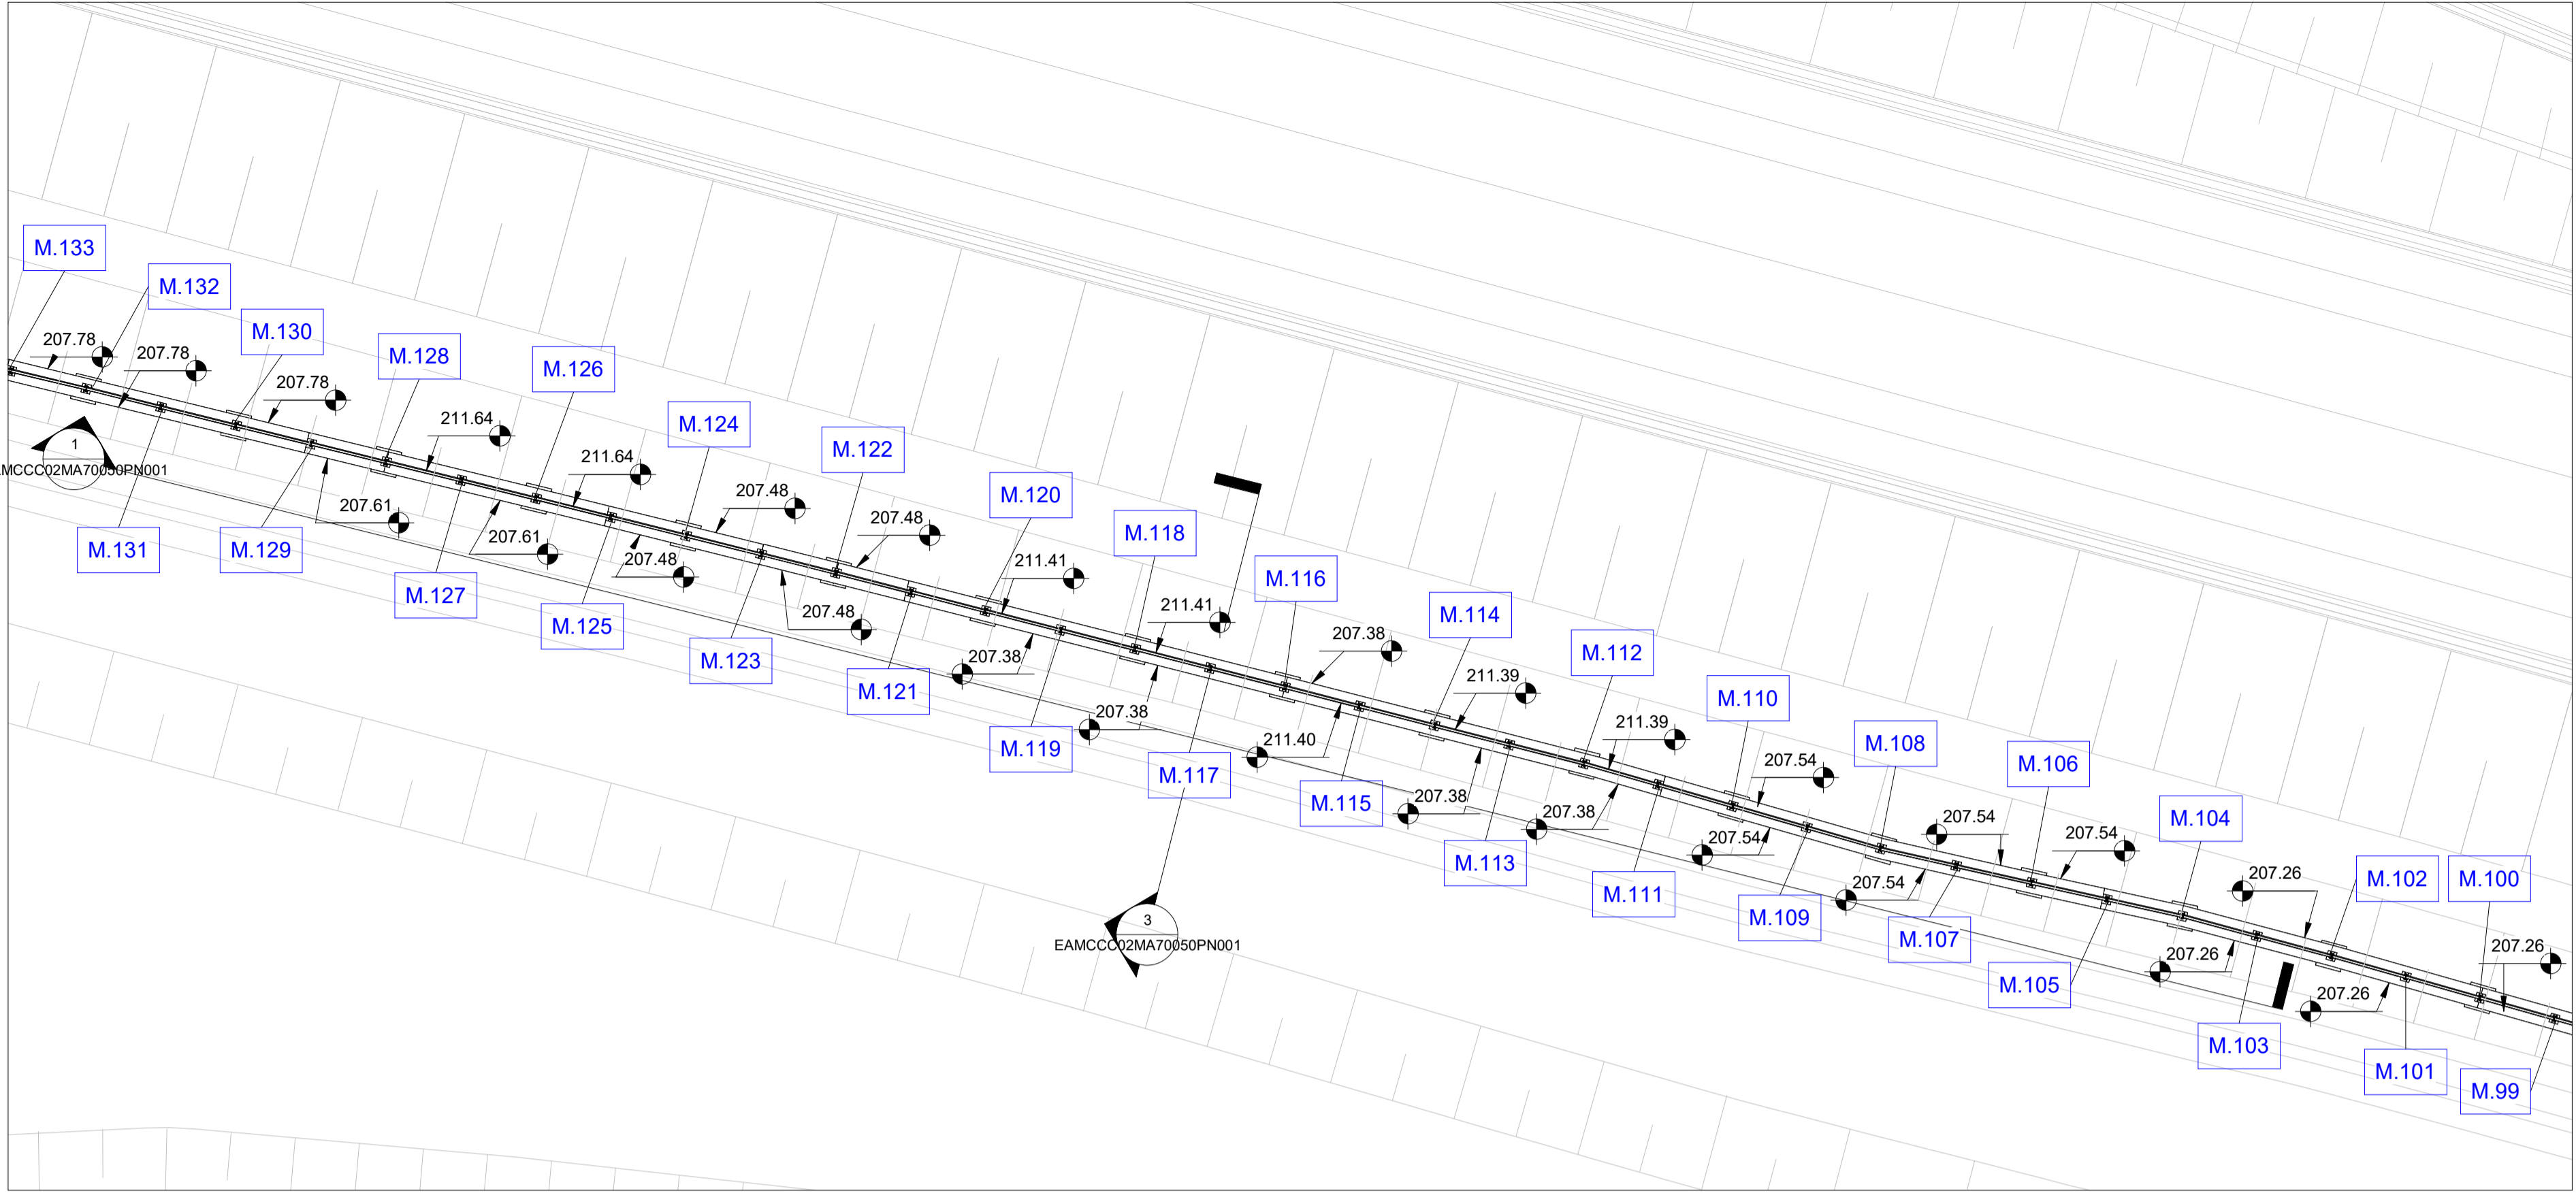 M.133
M.132
M.130
M.128
M.126
M.124
M.122
M.120
M.118
M.116
M.114
M.112
M.110
M.108
M.106
M.104
M.102
M.100
207.78
207.78
207.78
211.64
211.64
207.48
207.48
211.41
211.41
207.38
211.39
211.39
207.54
207.54
207.54
207.26
207.26
1
MCCC02MA70050PN001
207.61
207.61
207.48
207.48
207.38
207.38
211.40
207.38
207.38
207.54
207.54
207.26
207.26
M.131
M.129
M.127
M.125
M.123
M.121
M.119
M.117
M.115
M.113
M.111
M.109
M.107
M.105
M.103
M.101
M.99
3
EAMCCC02MA70050PN001